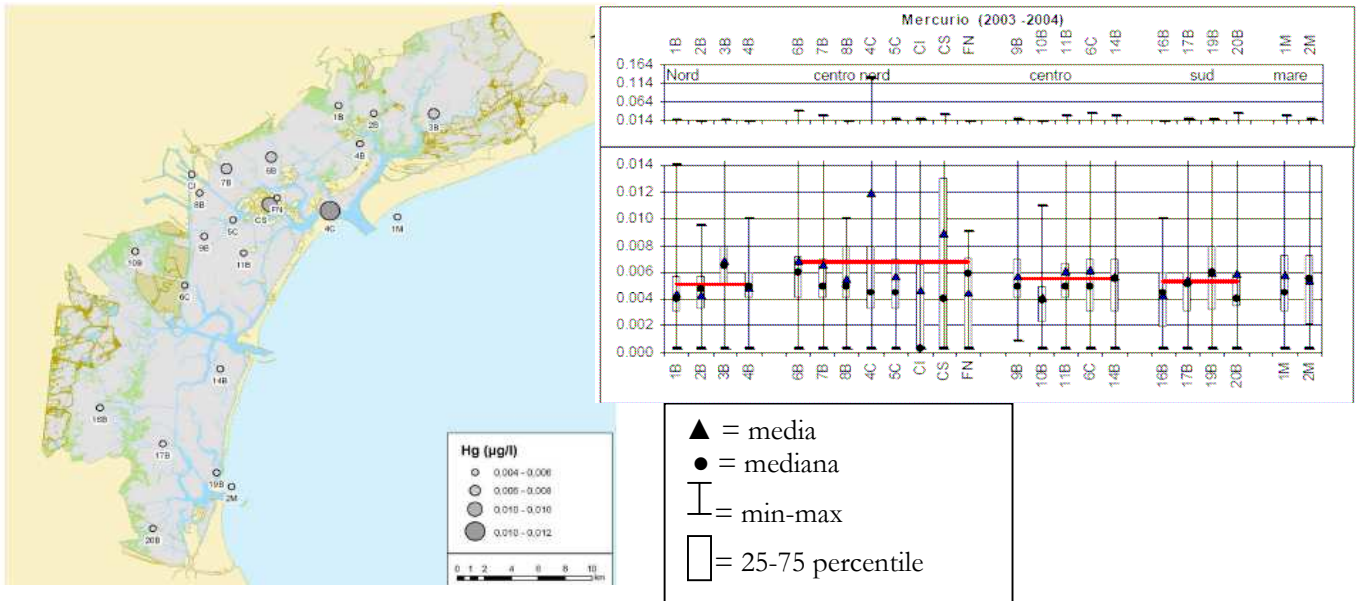 1B
2B
3B
4B
7B
6B
CI
8B
FN
CS
5C
4C
1M
9B
11B
10B
6C
14B
16B
17B
19B
2M
20B
Hg (µg/l)
0,004 - 0,006
0,006 - 0,008
0,010 - 0,010
0,010 - 0,012
0 1 2 4 6 8 10
km
Mercurio (2003 -2004)
1B 2B 3B 4B 6B 7B 8B 4C 5C CI CS FN 9B 10B 11B 6C 14B 16B 17B 19B 20B 1M 2M
Nord centro nord centro sud mare
0.164
0.114
0.064
0.014
0.014
0.012
0.010
0.008
0.006
0.004
0.002
0.000
1B 2B 3B 4B 6B 7B 8B 4C 5C CI CS FN 9B 10B 11B 6C 14B 16B 17B 19B 20B 1M 2M
= media
= mediana
= min-max
= 25-75 percentile